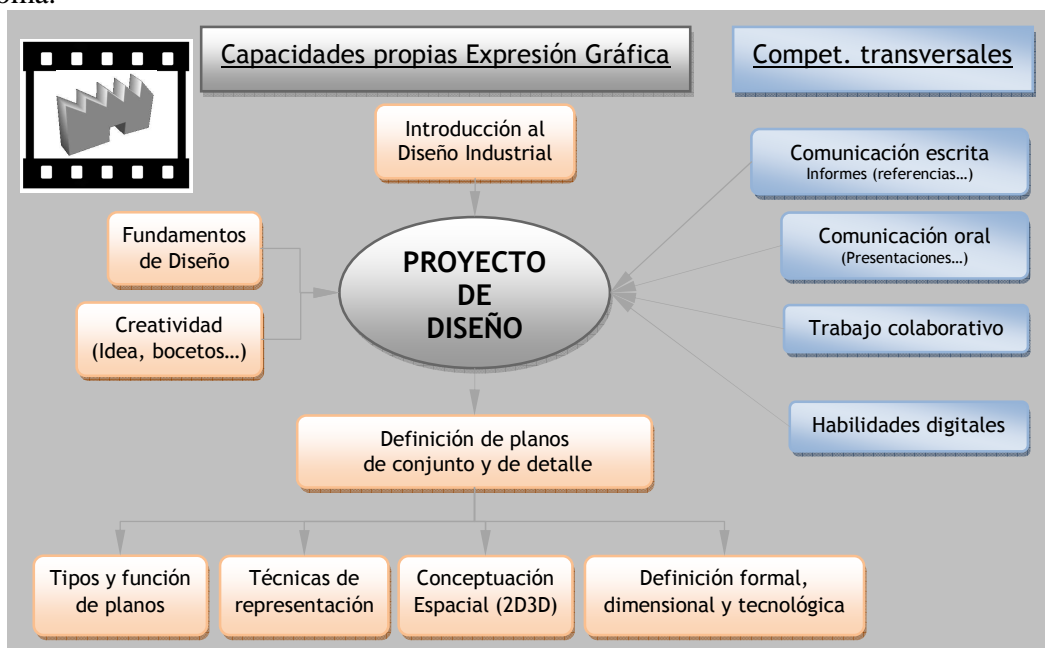 Capacidades propias Expresión Gráfica
Compet. transversales
Introducción al
Diseño Industrial
Comunicación escrita
Informes (referencias…)
Fundamentos
de Diseño
Comunicación oral
(Presentaciones…)
PROYECTO
DE
DISEÑO
Creatividad
(Idea, bocetos…)
Trabajo colaborativo
Habilidades digitales
Definición de planos
de conjunto y de detalle
Tipos y función
de planos
Técnicas de
representación
Conceptuación
Espacial (2D3D)
Definición formal,
dimensional y tecnológica